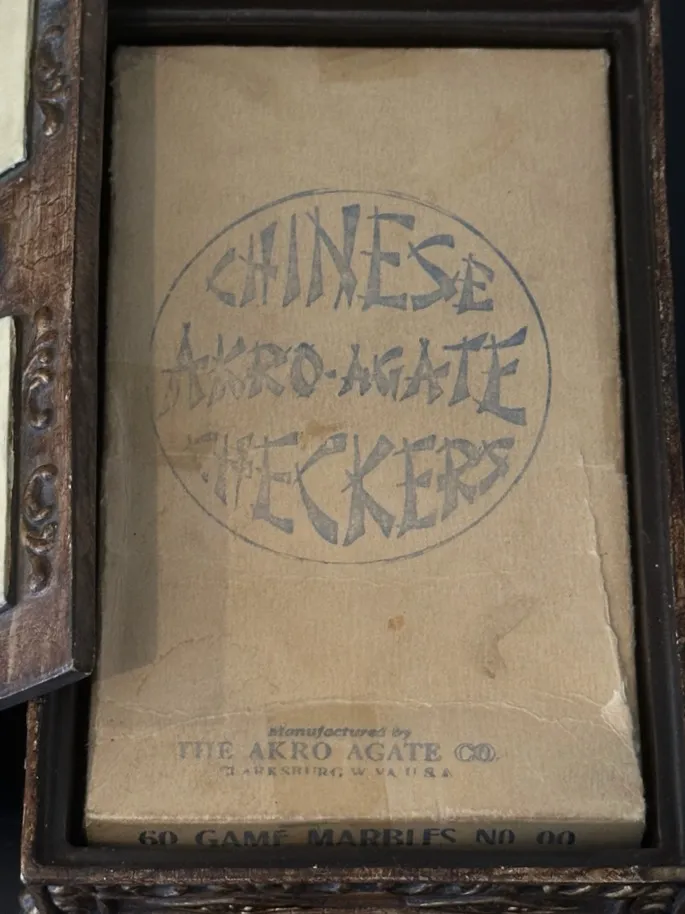 CHINESE
AKRO-AGATE
CHECKERS
Manufactured by
THE AKRO AGATE CO.
CLARKSBURG W. VA. U.S.A.
60 GAME MARBLES NO 00